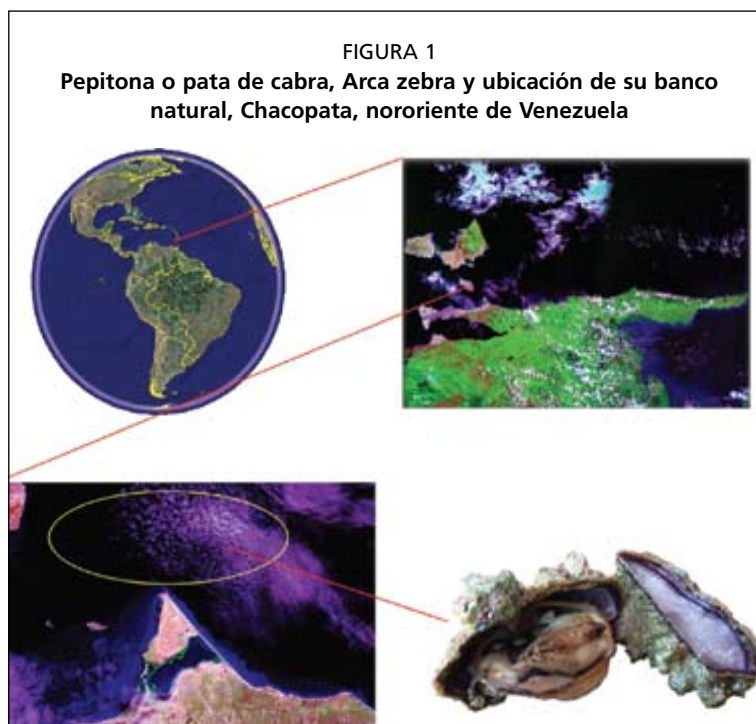 FIGURA 1
Pepitona o pata de cabra, Arca zebra y ubicación de su banco
natural, Chacopata, nororiente de Venezuela